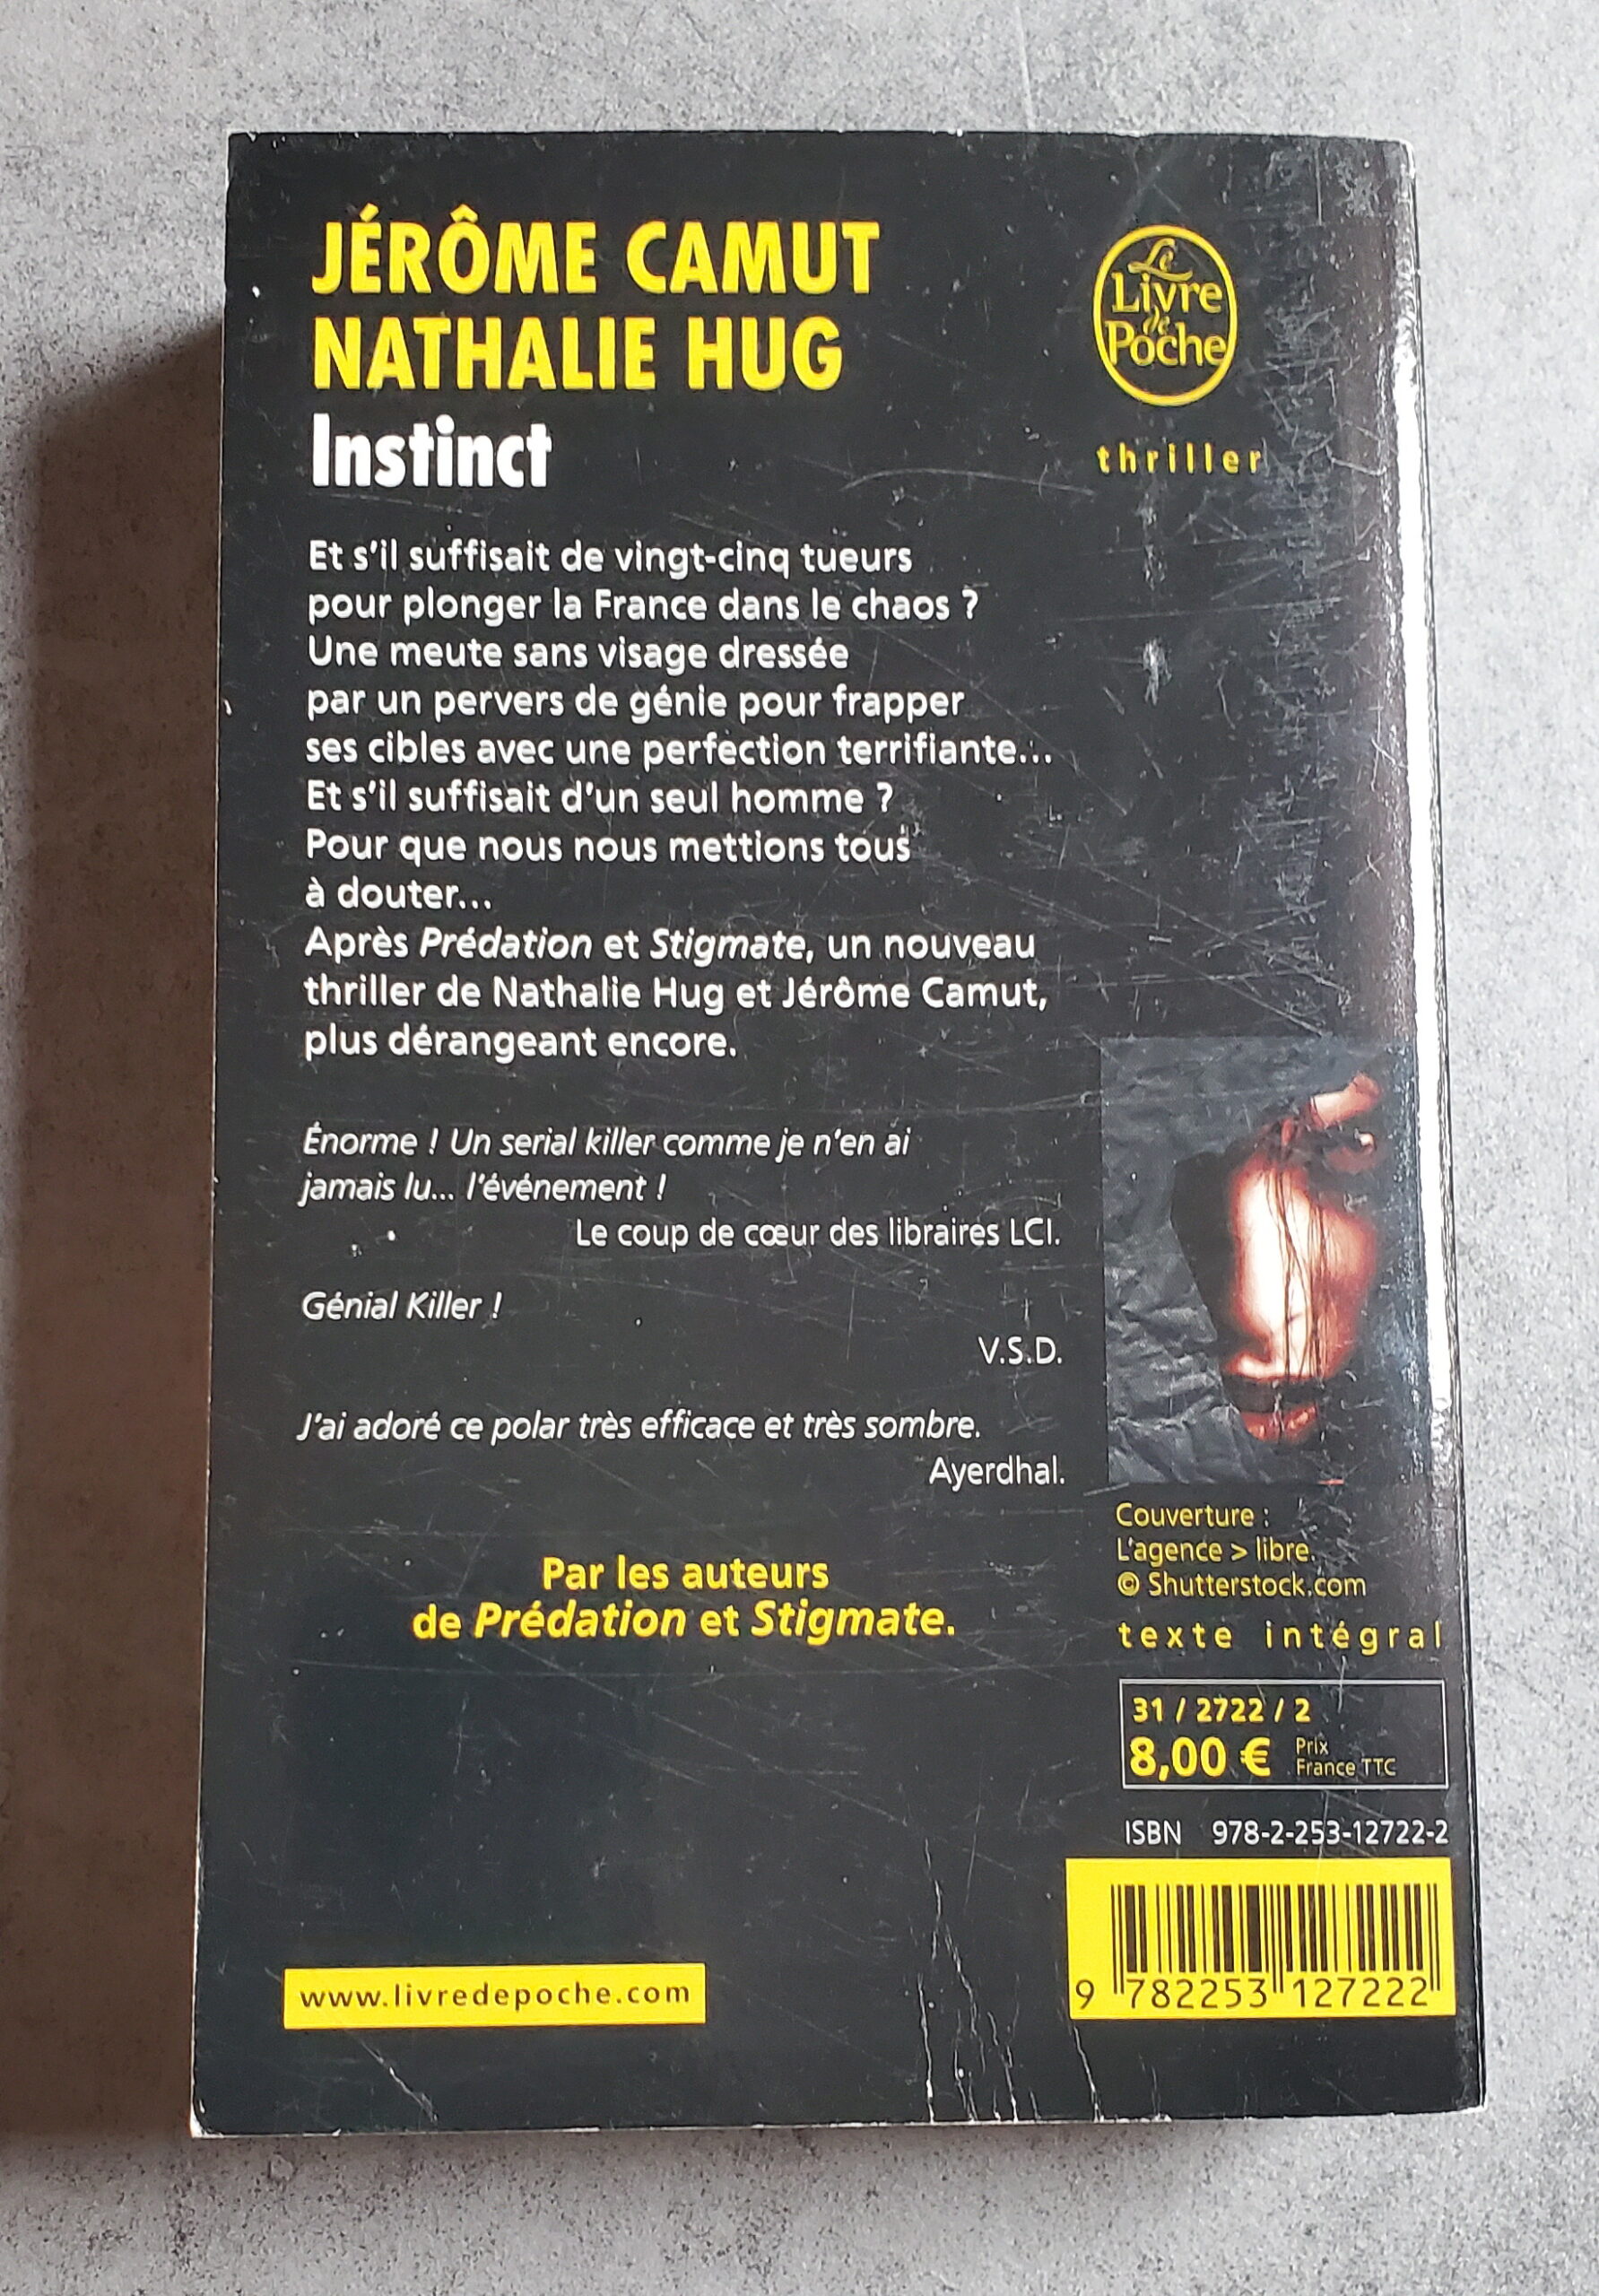 JÉRÔME CAMUT
NATHALIE HUG
Instinct
Le
Livre
de
Poche
thriller
Et s'il suffisait de vingt-cinq tueurs
pour plonger la France dans le chaos ?
Une meute sans visage dressée
par un pervers de génie pour frapper
ses cibles avec une perfection terrifiante...
Et s'il suffisait d'un seul homme ?
Pour que nous nous mettions tous
à douter...
Après Prédation et Stigmate, un nouveau
thriller de Nathalie Hug et Jérôme Camut,
plus dérangeant encore.
Énorme ! Un serial killer comme je n'en ai
jamais lu... l'événement !
Le coup de cœur des libraires LCI.
Génial Killer !
V.S.D.
J'ai adoré ce polar très efficace et très sombre.
Ayerdhal.
Par les auteurs
de Prédation et Stigmate.
www.livredepoche.com
Couverture :
L'agence > libre.
© Shutterstock.com
texte intégral
31 / 2722 / 2
8,00 € Prix
France TTC
ISBN 978-2-253-12722-2
9 782253 127222